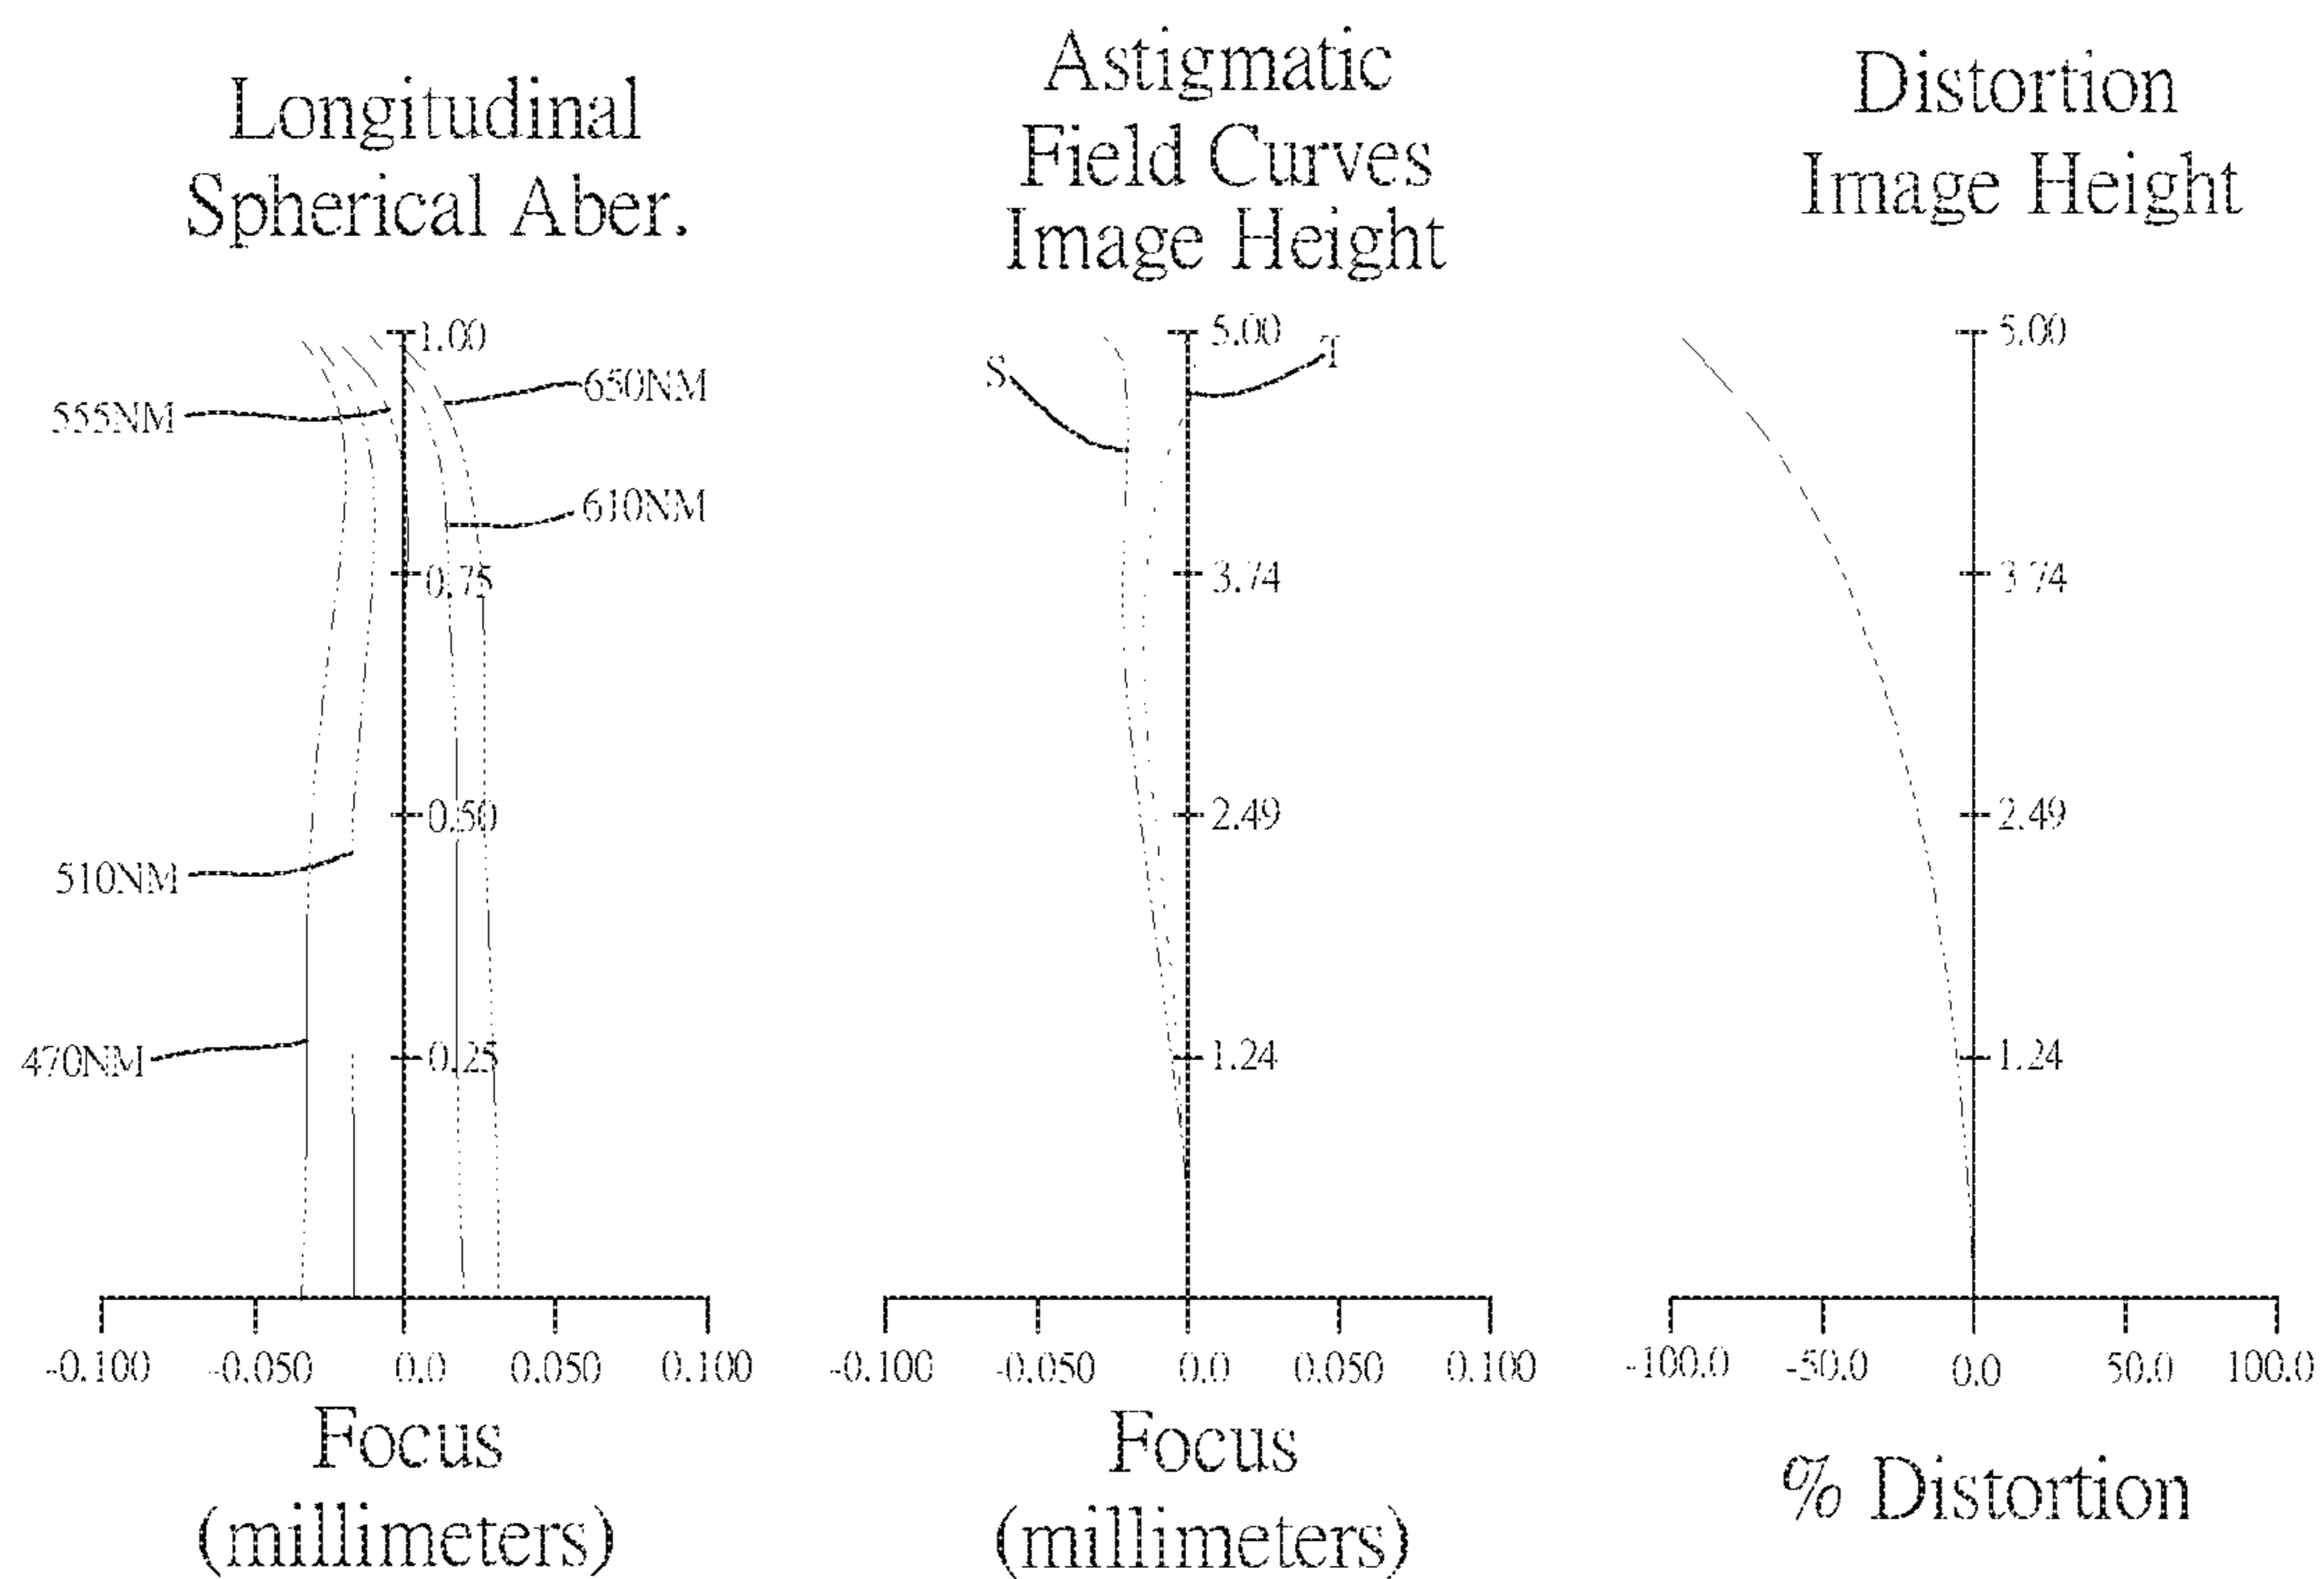 Longitudinal
Spherical Aber.
1.00
650NM
555NM
610NM
0.75
0.50
510NM
470NM
0.25
-0.100
-0.050
0.0
0.050
0.100
Focus
(millimeters)
Astigmatic
Field Curves
Image Height
5.00
S
T
3.74
2.49
1.24
-0.100
-0.050
0.0
0.050
0.100
Focus
(millimeters)
Distortion
Image Height
5.00
3.74
2.49
1.24
-100.0
-50.0
0.0
50.0
100.0
% Distortion